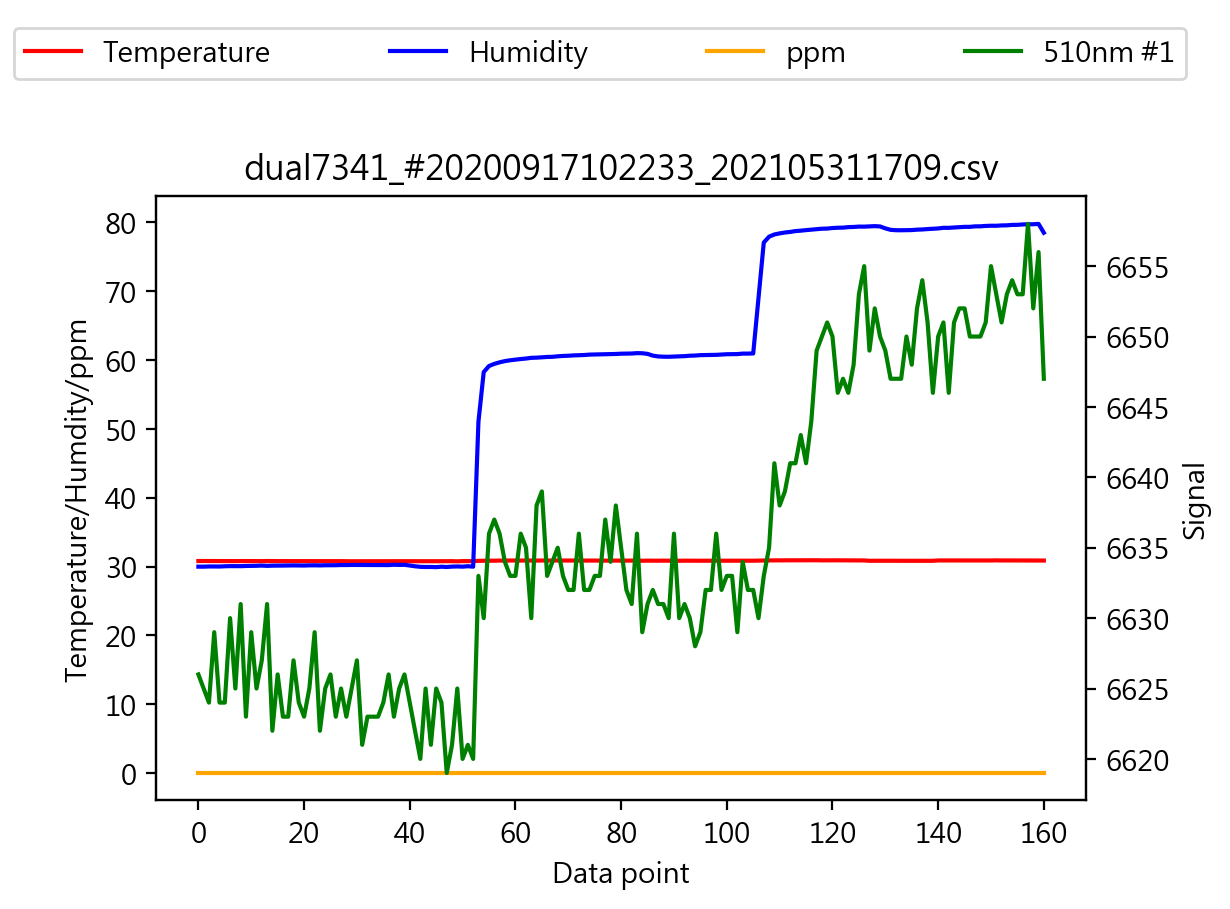 Temperature Humidity ppm 510nm #1
dual7341_#20200917102233_202105311709.csv
80
70
60
50
40
30
20
10
0
Temperature/Humdity/ppm
6655
6650
6645
6640
6635
6630
6625
6620
Signal
0 20 40 60 80 100 120 140 160
Data point